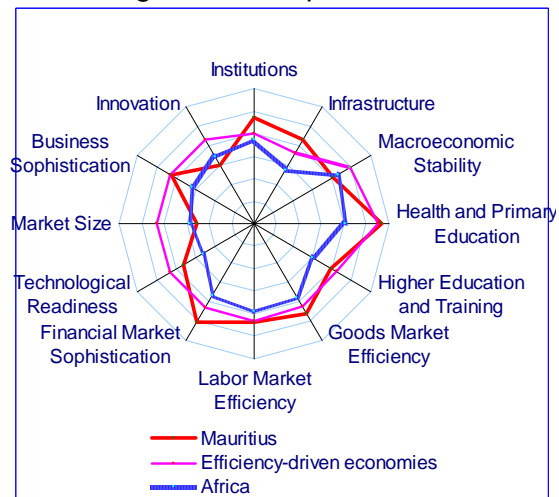 Institutions
Infrastructure
Macroeconomic
Stability
Health and Primary
Education
Higher Education
and Training
Goods Market
Efficiency
Labor Market
Efficiency
Financial Market
Sophistication
Technological
Readiness
Market Size
Business
Sophistication
Innovation
Mauritius
Efficiency-driven economies
Africa